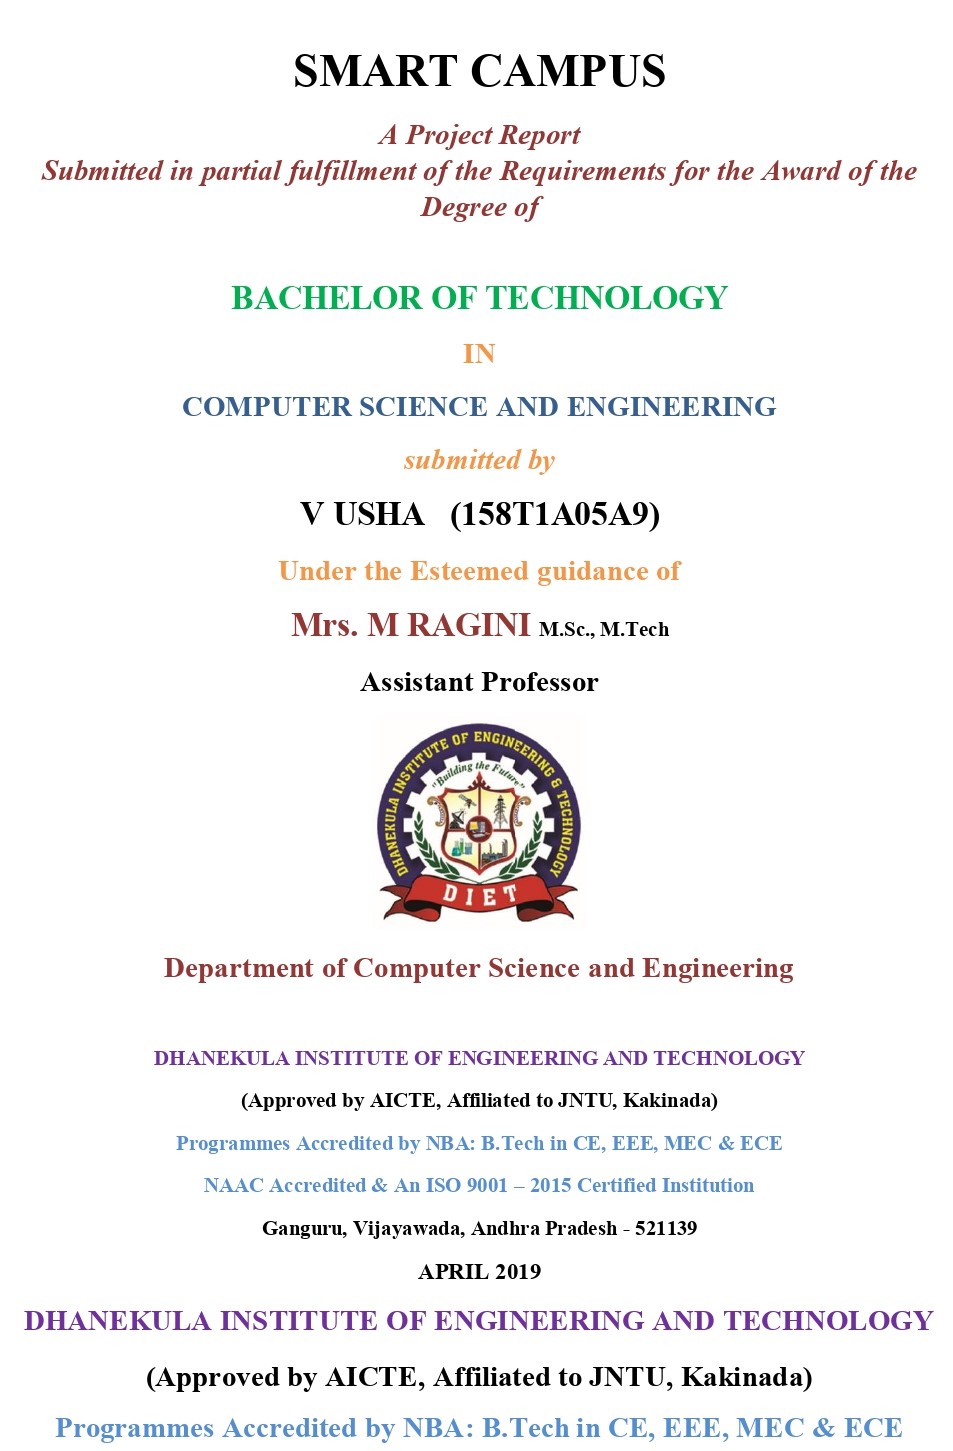 SMART CAMPUS
A Project Report
Submitted in partial fulfillment of the Requirements for the Award of the
Degree of
BACHELOR OF TECHNOLOGY
IN
COMPUTER SCIENCE AND ENGINEERING
submitted by
V USHA (158T1A05A9)
Under the Esteemed guidance of
Mrs. M RAGINI M.Sc., M.Tech
Assistant Professor
DHANEKULA INSTITUTE OF ENGINEERING & TECHNOLOGY
"Building the Future"
DIET
Department of Computer Science and Engineering
DHANEKULA INSTITUTE OF ENGINEERING AND TECHNOLOGY
(Approved by AICTE, Affiliated to JNTU, Kakinada)
Programmes Accredited by NBA: B.Tech in CE, EEE, MEC & ECE
NAAC Accredited & An ISO 9001 – 2015 Certified Institution
Ganguru, Vijayawada, Andhra Pradesh - 521139
APRIL 2019
DHANEKULA INSTITUTE OF ENGINEERING AND TECHNOLOGY
(Approved by AICTE, Affiliated to JNTU, Kakinada)
Programmes Accredited by NBA: B.Tech in CE, EEE, MEC & ECE